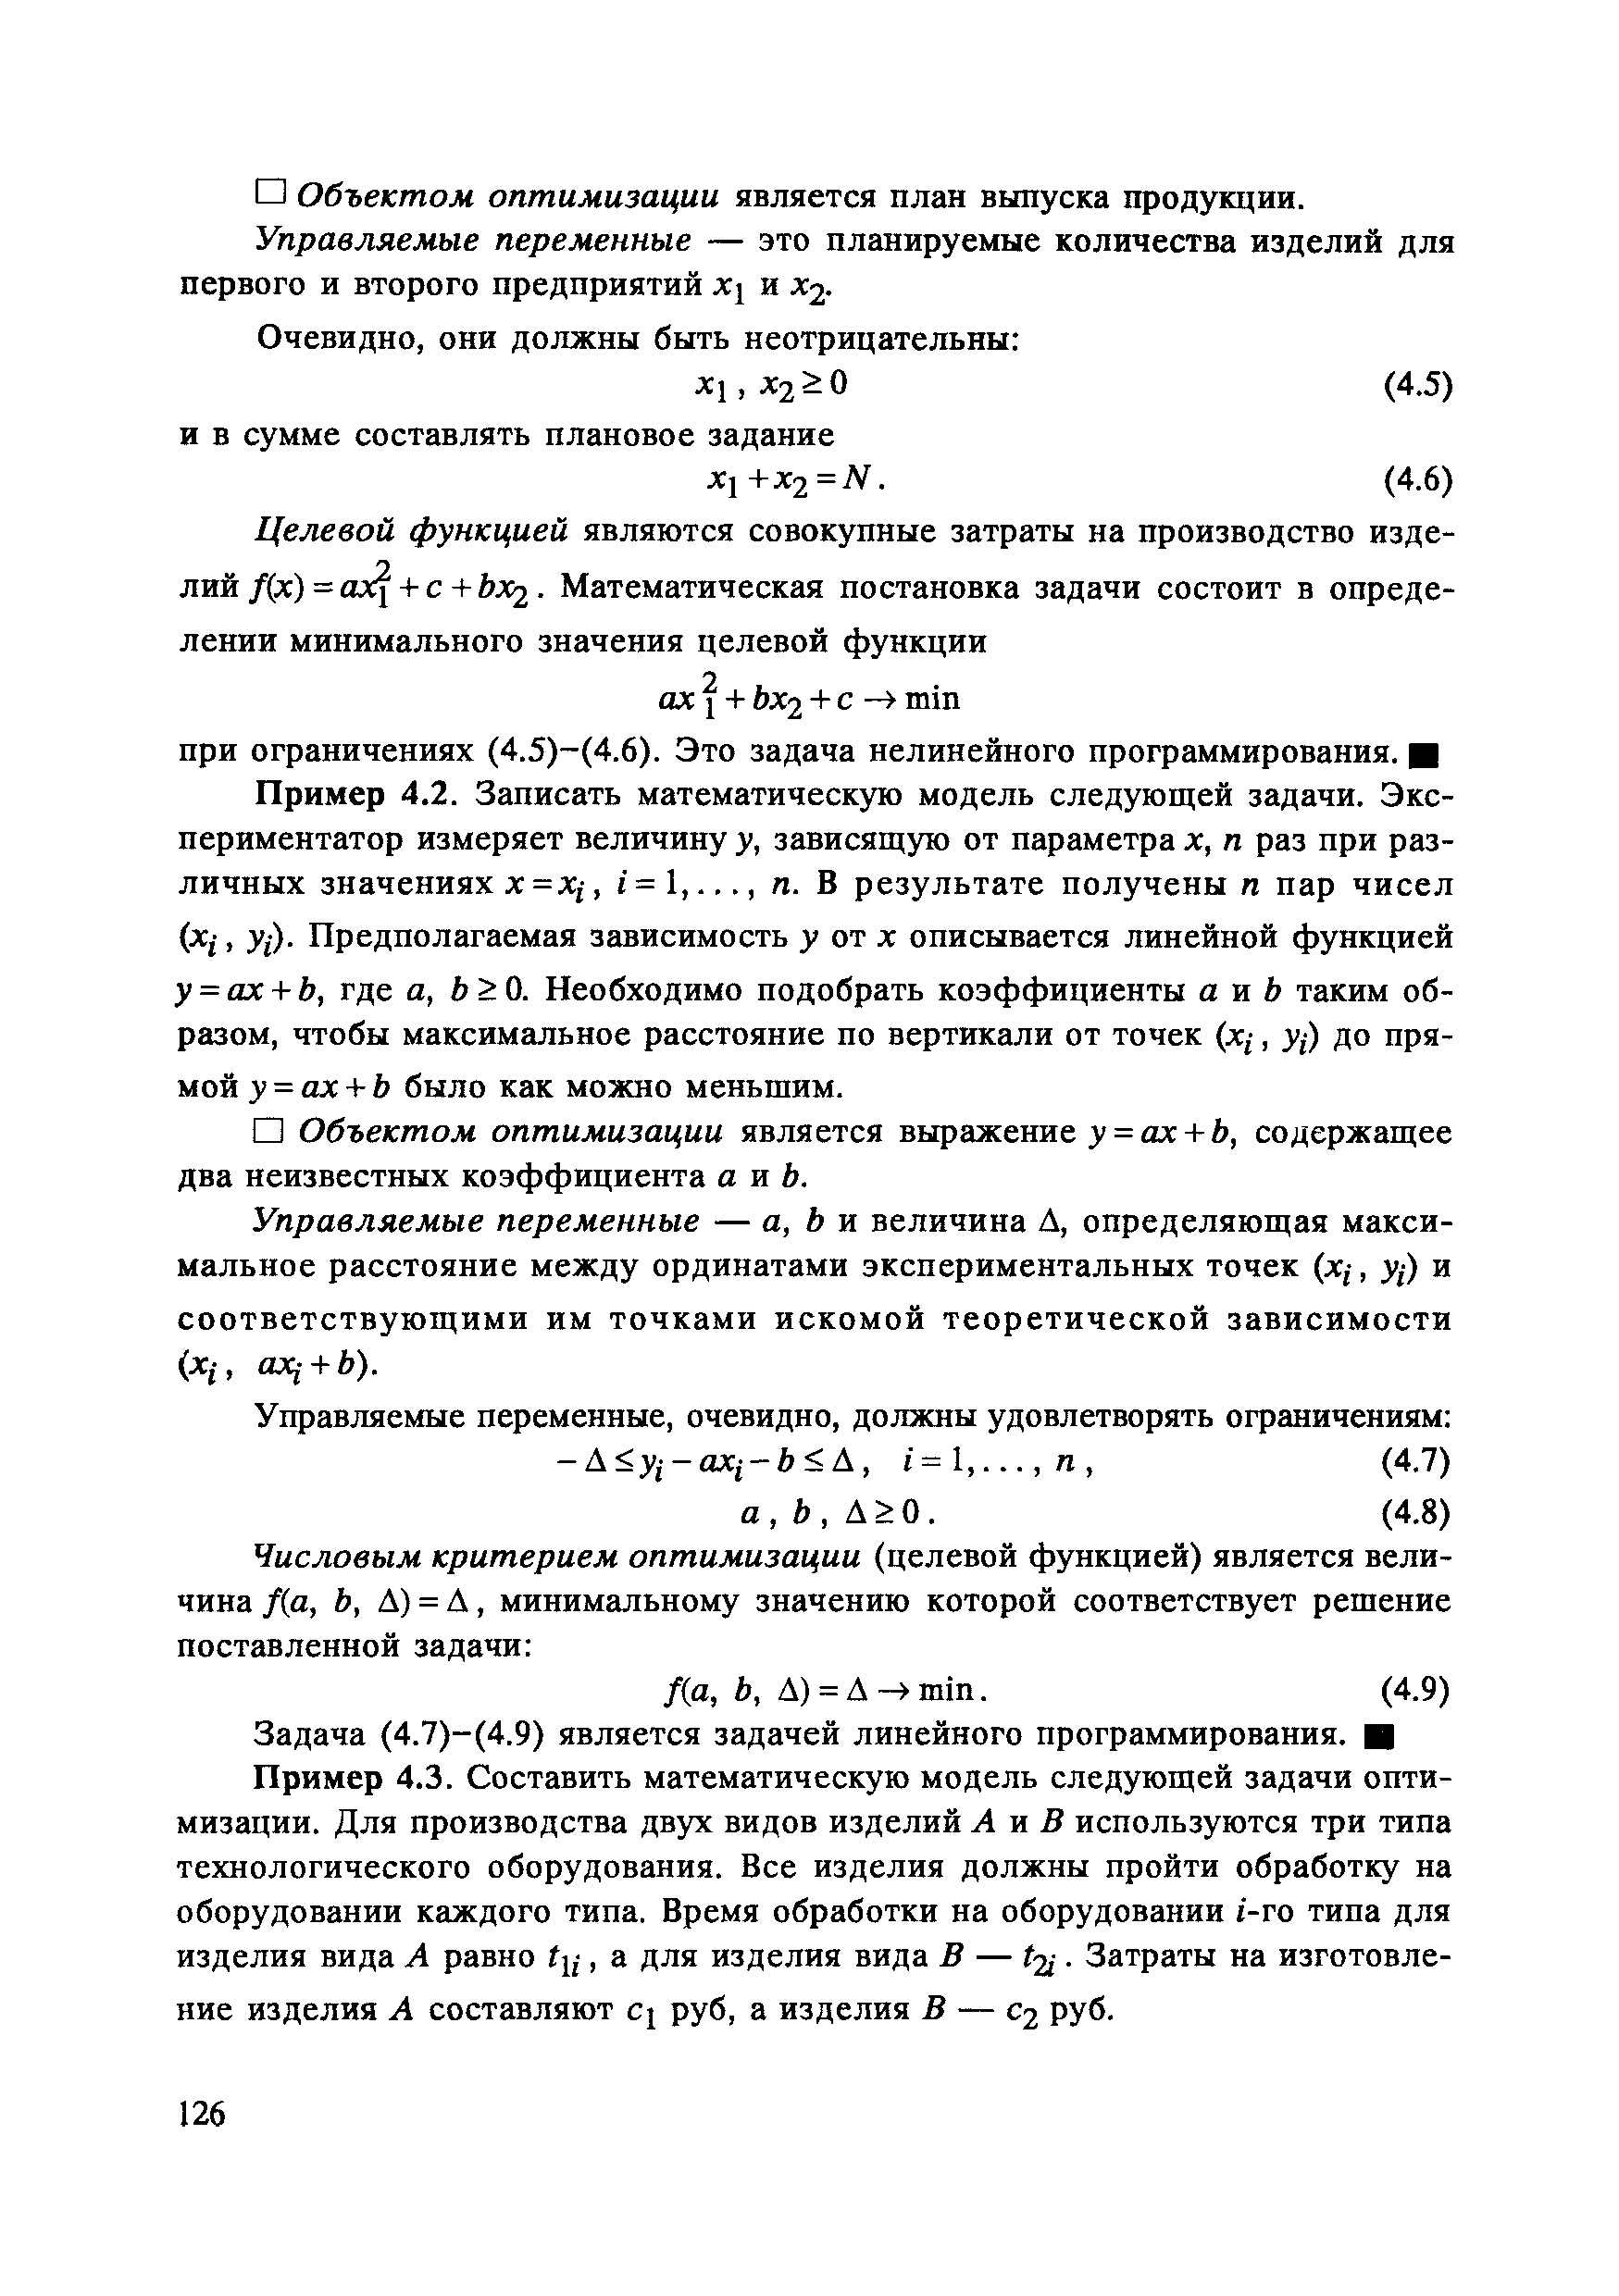 □ Объектом оптимизации является план выпуска продукции.
Управляемые переменные — это планируемые количества изделий для
первого и второго предприятий x₁ и x₂.
Очевидно, они должны быть неотрицательны:
x₁ , x₂ ≥ 0 (4.5)
и в сумме составлять плановое задание
x₁ + x₂ = N . (4.6)
Целевой функцией являются совокупные затраты на производство изде-
лий f(x) = ax₁² + c + bx₂ . Математическая постановка задачи состоит в опреде-
лении минимального значения целевой функции
ax₁² + bx₂ + c → min
при ограничениях (4.5)–(4.6). Это задача нелинейного программирования. ■
Пример 4.2. Записать математическую модель следующей задачи. Экс-
периментатор измеряет величину y, зависящую от параметра x, n раз при раз-
личных значениях x = xᵢ , i = 1,..., n. В результате получены n пар чисел
(xᵢ , yᵢ). Предполагаемая зависимость y от x описывается линейной функцией
y = ax + b, где a, b ≥ 0. Необходимо подобрать коэффициенты a и b таким об-
разом, чтобы максимальное расстояние по вертикали от точек (xᵢ , yᵢ) до пря-
мой y = ax + b было как можно меньшим.
□ Объектом оптимизации является выражение y = ax + b, содержащее
два неизвестных коэффициента a и b.
Управляемые переменные — a, b и величина Δ, определяющая макси-
мальное расстояние между ординатами экспериментальных точек (xᵢ , yᵢ) и
соответствующими им точками искомой теоретической зависимости
(xᵢ , axᵢ + b).
Управляемые переменные, очевидно, должны удовлетворять ограничениям:
− Δ ≤ yᵢ − axᵢ − b ≤ Δ , i = 1,..., n , (4.7)
a , b , Δ ≥ 0 . (4.8)
Числовым критерием оптимизации (целевой функцией) является вели-
чина f(a, b, Δ) = Δ , минимальному значению которой соответствует решение
поставленной задачи:
f(a, b, Δ) = Δ → min . (4.9)
Задача (4.7)–(4.9) является задачей линейного программирования. ■
Пример 4.3. Составить математическую модель следующей задачи опти-
мизации. Для производства двух видов изделий A и B используются три типа
технологического оборудования. Все изделия должны пройти обработку на
оборудовании каждого типа. Время обработки на оборудовании i-го типа для
изделия вида A равно t₁ᵢ , а для изделия вида B — t₂ᵢ . Затраты на изготовле-
ние изделия A составляют c₁ руб, а изделия B — c₂ руб.
126